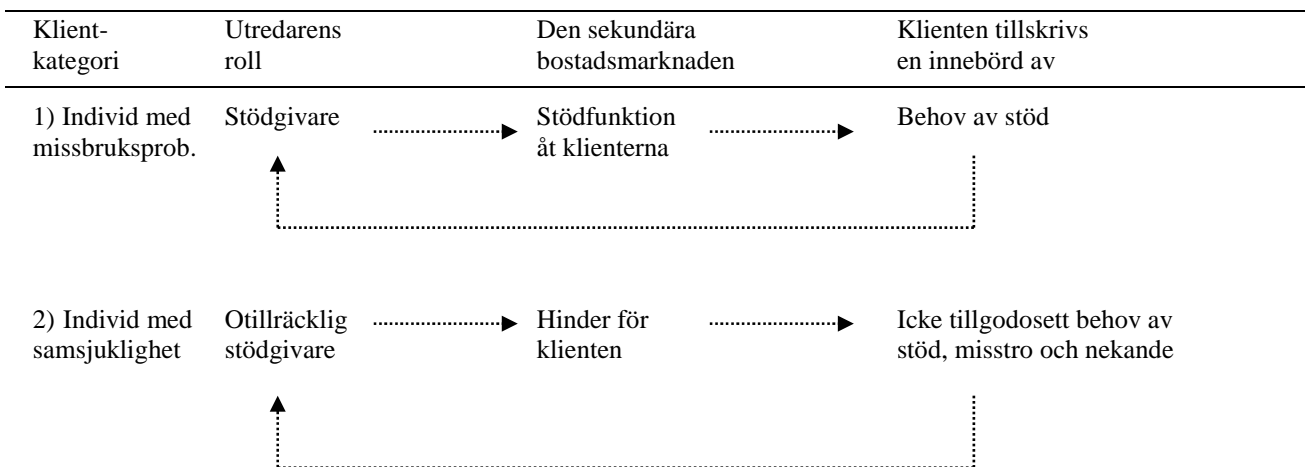 Klient- Utredarens Den sekundära Klienten tillskrivs
kategori roll bostadsmarknaden en innebörd av
1) Individ med Stödgivare Stödfunktion Behov av stöd
missbruksprob. åt klienterna
2) Individ med Otillräcklig Hinder för Icke tillgodosett behov av
samsjuklighet stödgivare klienten stöd, misstro och nekande